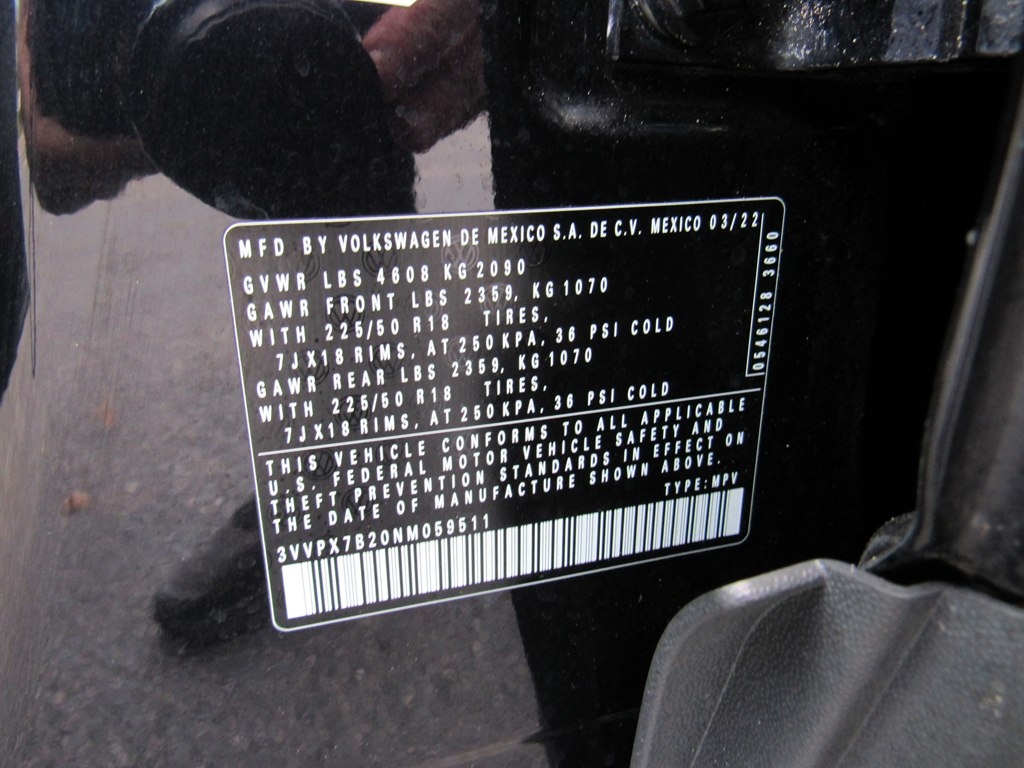 MFD. BY VOLKSWAGEN DE MEXICO S.A. DE C.V. MEXICO 03/22
GVWR LBS 4608 KG 2090
GAWR FRONT LBS 2359, KG 1070
WITH 225/50 R18 TIRES,
7JX18 RIMS, AT 250 KPA, 36 PSI COLD
GAWR REAR LBS 2359, KG 1070
WITH 225/50 R18 TIRES,
7JX18 RIMS, AT 250 KPA, 36 PSI COLD
0546128 3660
THIS VEHICLE CONFORMS TO ALL APPLICABLE
U.S. FEDERAL MOTOR VEHICLE SAFETY AND
THEFT PREVENTION STANDARDS IN EFFECT ON
THE DATE OF MANUFACTURE SHOWN ABOVE.
3VVPX7B20NM059511 TYPE: MPV